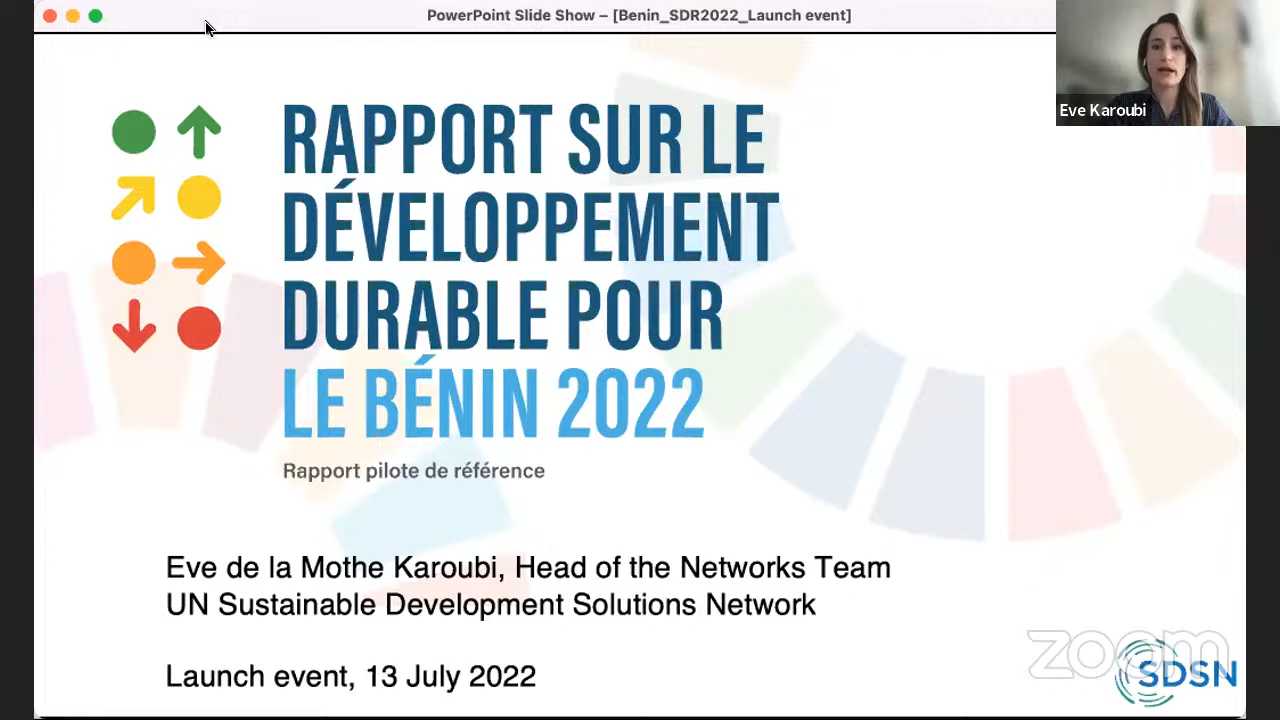 PowerPoint Slide Show – [Benin_SDR2022_Launch event]
Eve Karoubi
RAPPORT SUR LE
DÉVELOPPEMENT
DURABLE POUR
LE BÉNIN 2022
Rapport pilote de référence
Eve de la Mothe Karoubi, Head of the Networks Team
UN Sustainable Development Solutions Network
Launch event, 13 July 2022
zoom
SDSN